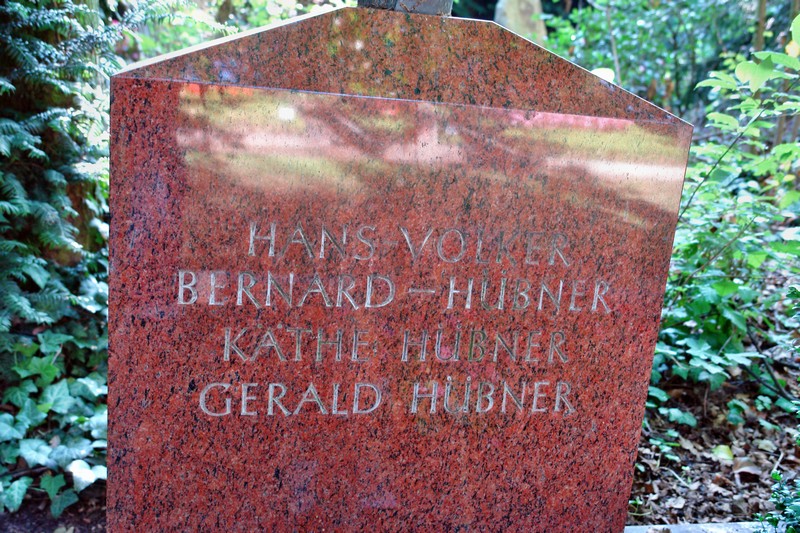 HANS VOLKER
BERNARD-HÜBNER
KÄTHE HÜBNER
GERALD HÜBNER